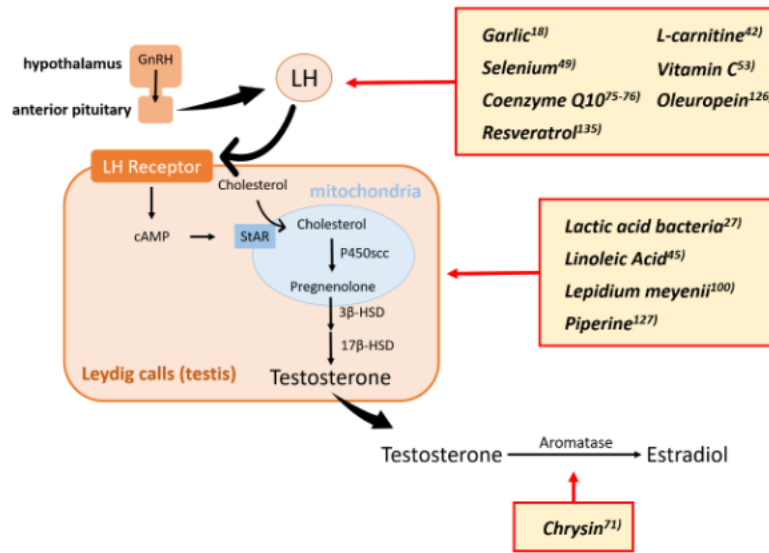 hypothalamus
GnRH
anterior pituitary
LH
Garlic18)
L-carnitine42)
Selenium49)
Vitamin C53)
Coenzyme Q1075-76)
Oleuropein126)
Resveratrol135)
LH Receptor
Cholesterol
mitochondria
cAMP
StAR
Cholesterol
P450scc
Pregnenolone
3β-HSD
17β-HSD
Leydig calls (testis)
Testosterone
Lactic acid bacteria27)
Linoleic Acid45)
Lepidium meyenii100)
Piperine127)
Testosterone
Aromatase
Estradiol
Chrysin71)